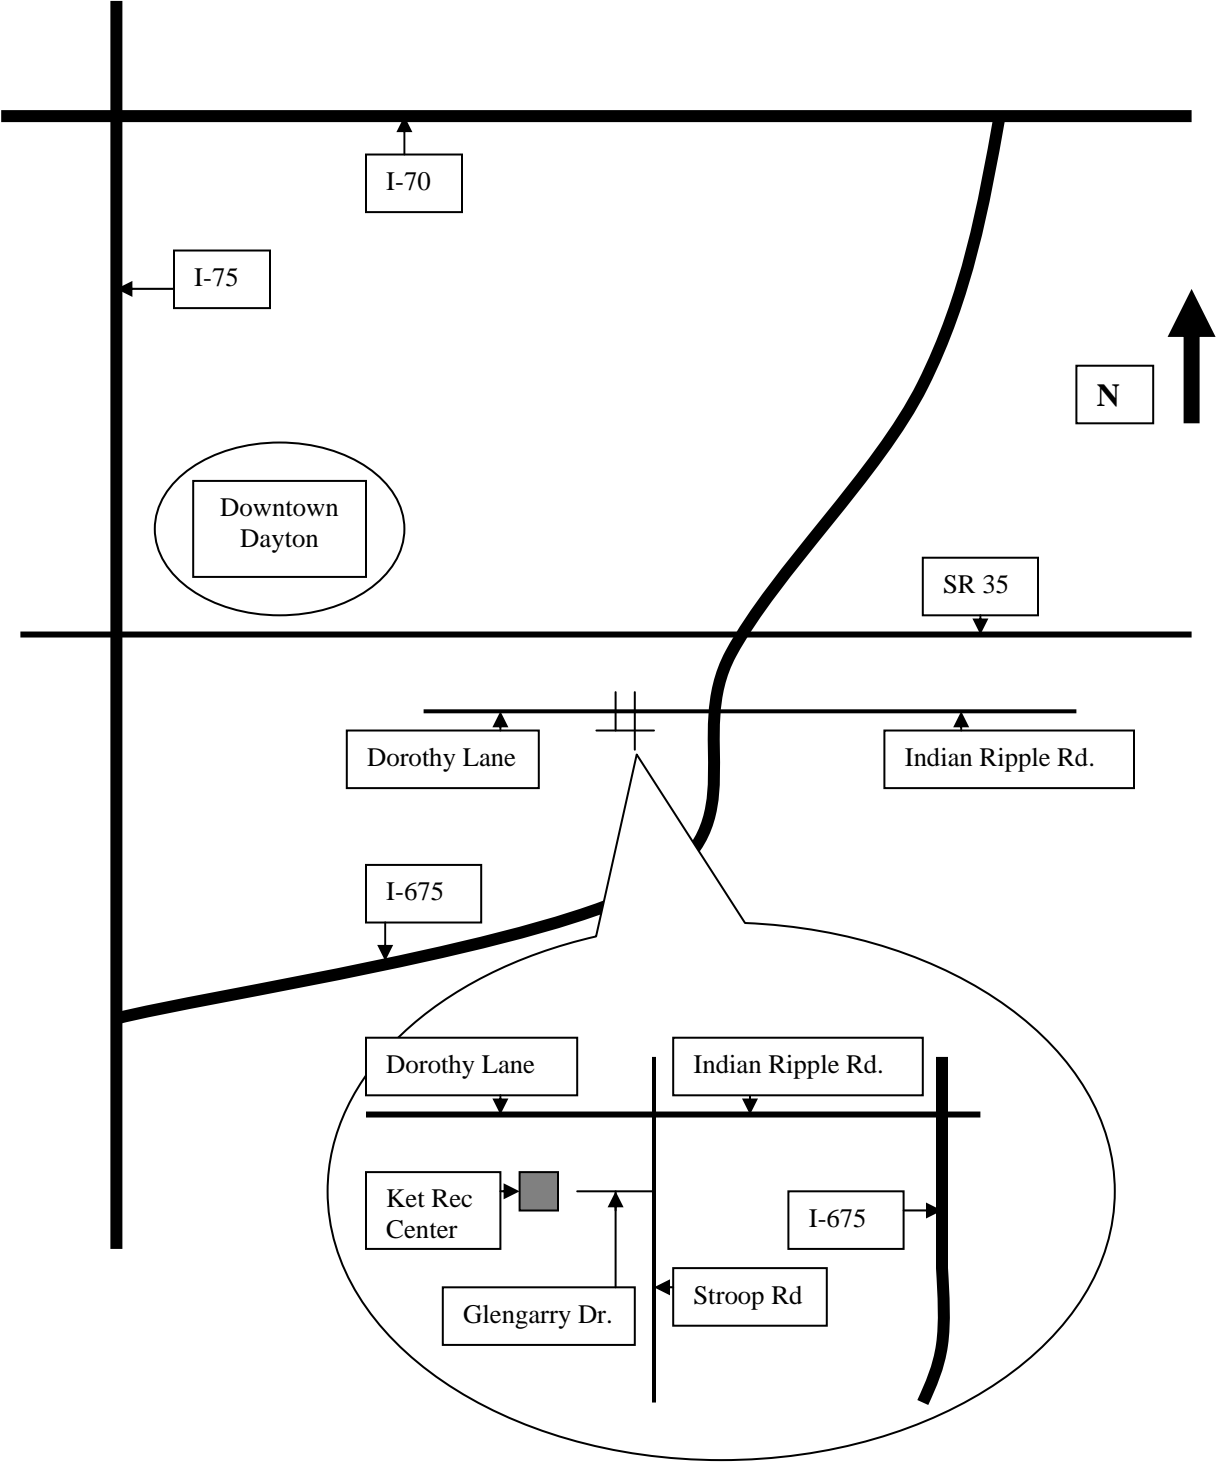 I-70
I-75
N
Downtown
Dayton
SR 35
Dorothy Lane
Indian Ripple Rd.
I-675
Dorothy Lane
Indian Ripple Rd.
Ket Rec
Center
I-675
Stroop Rd
Glengarry Dr.